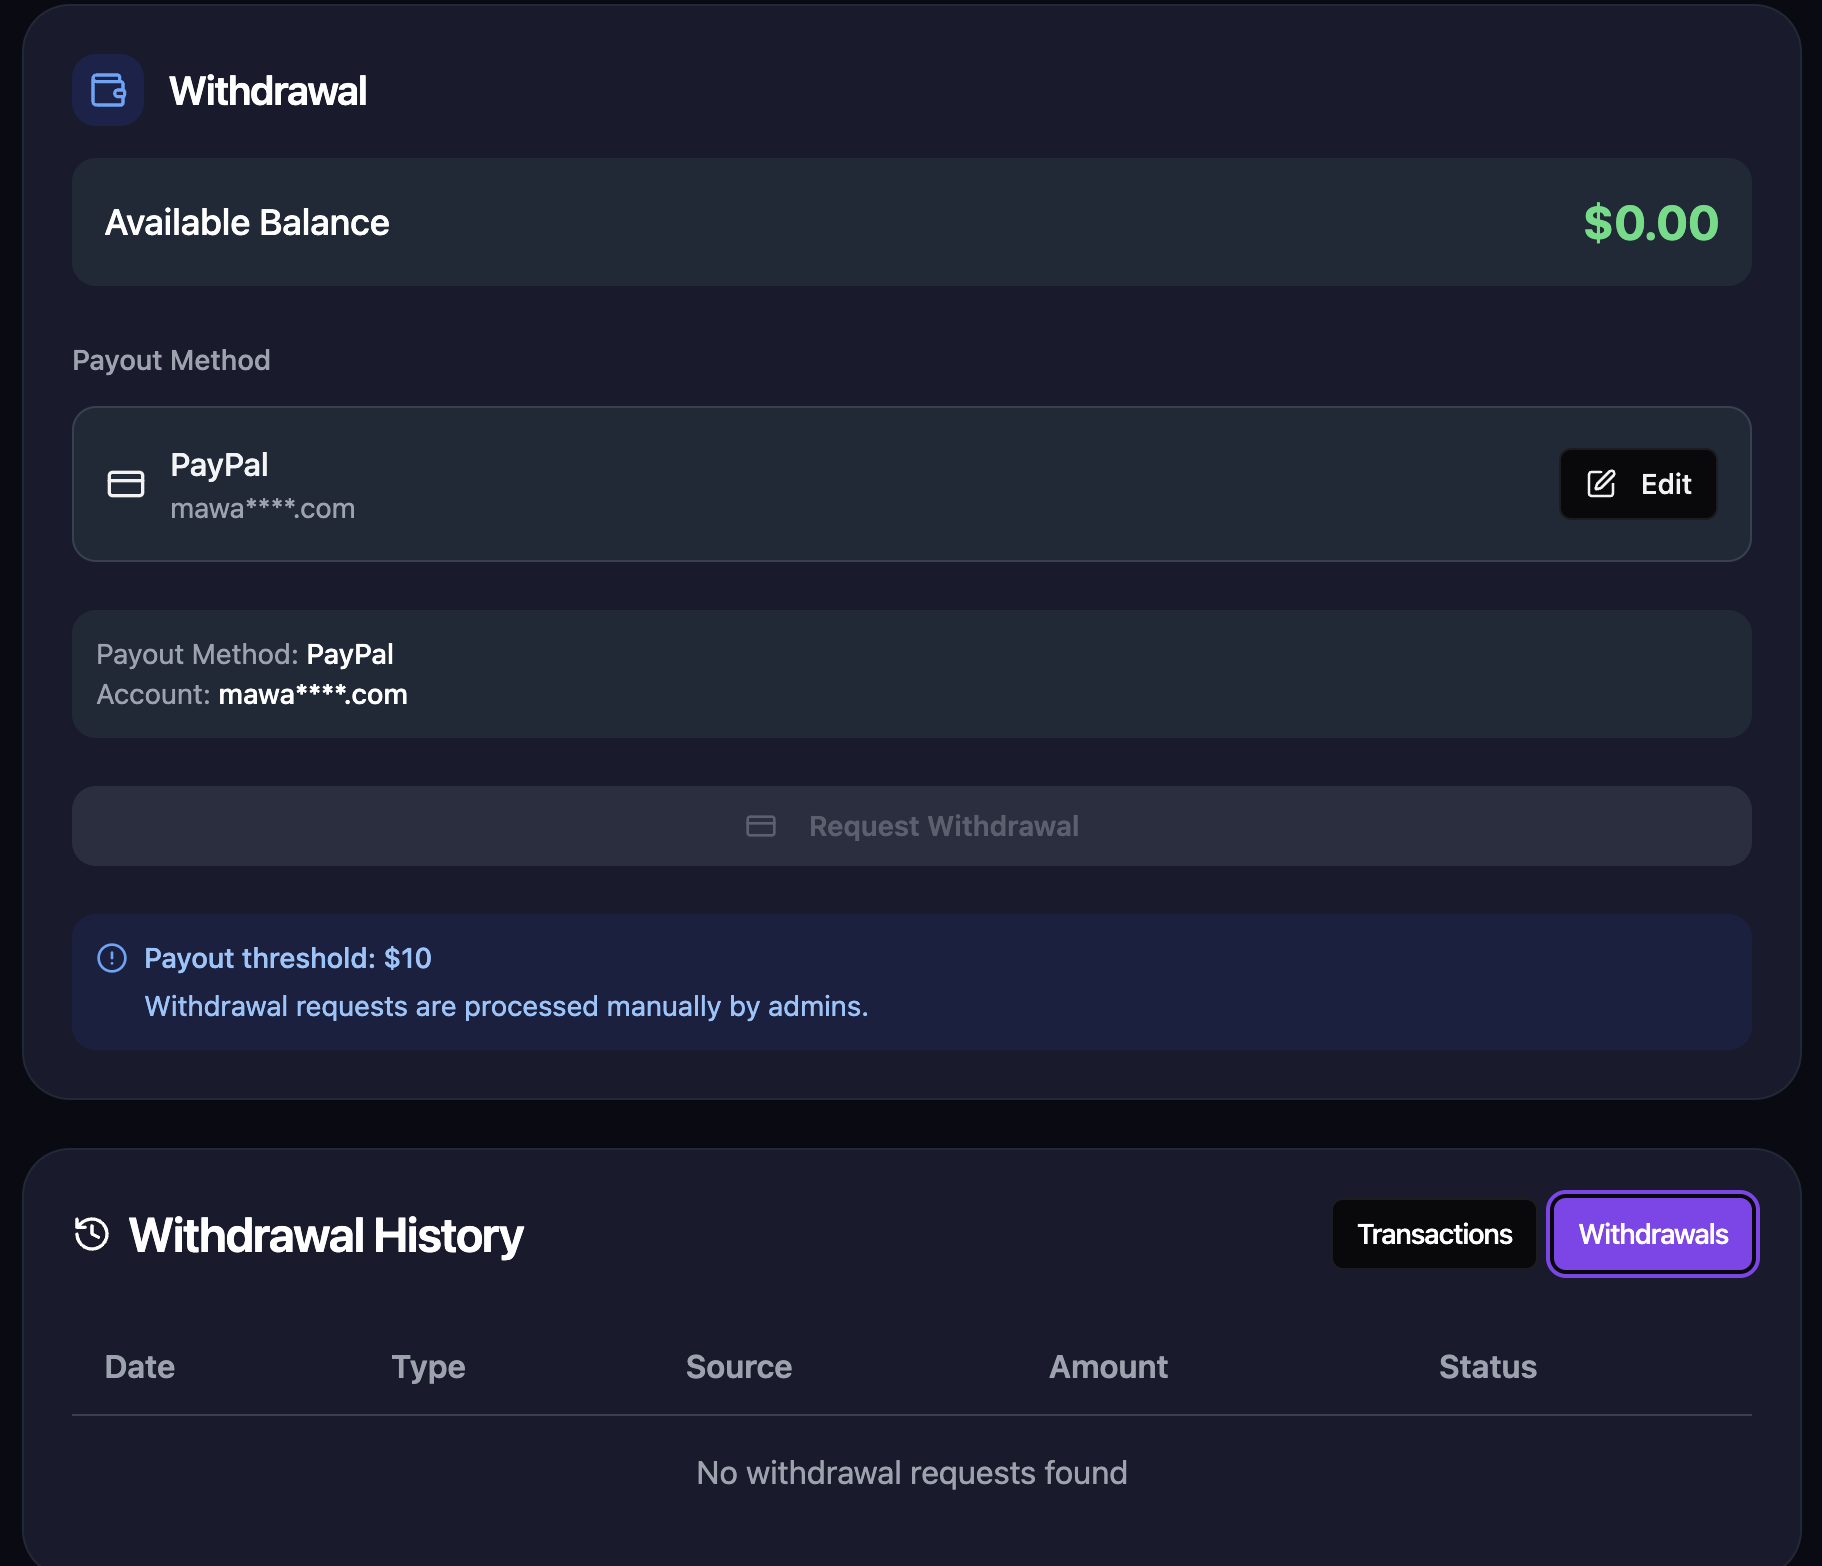 Withdrawal
Available Balance
$0.00
Payout Method
PayPal
mawa****.com
Edit
Payout Method: PayPal
Account: mawa****.com
Request Withdrawal
Payout threshold: $10
Withdrawal requests are processed manually by admins.
Withdrawal History
Transactions
Withdrawals
Date Type Source Amount Status
No withdrawal requests found